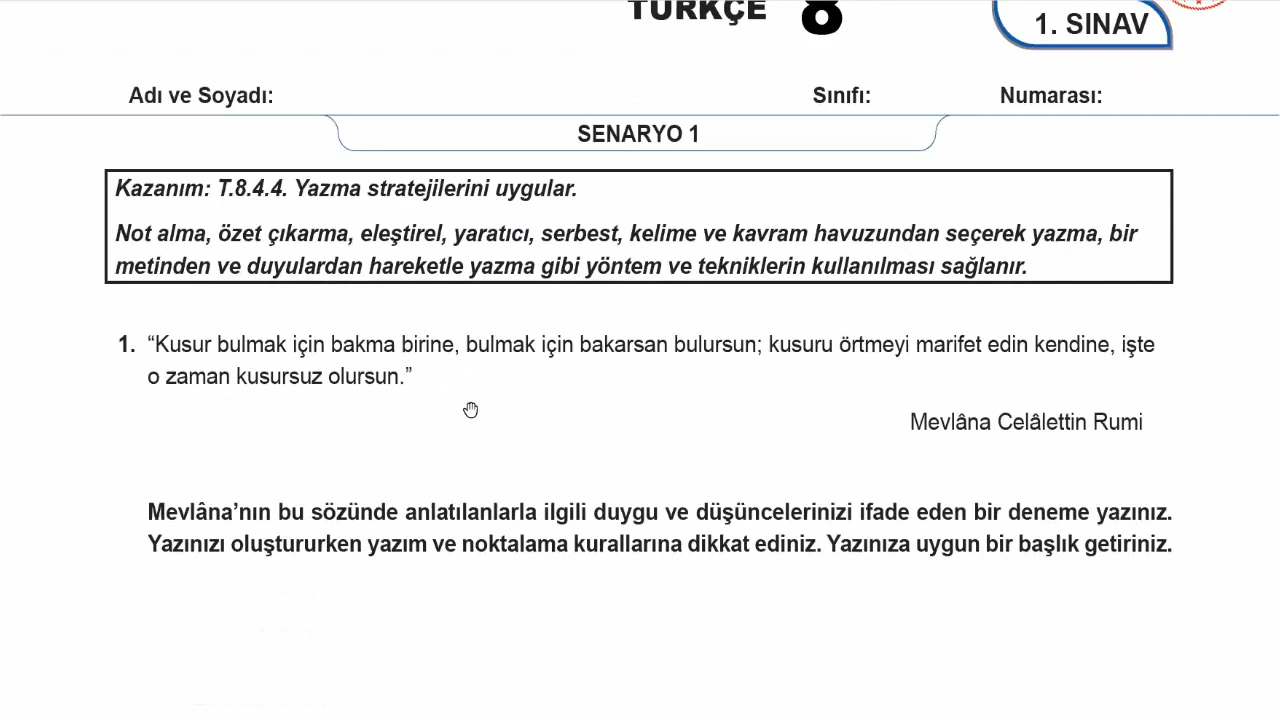 TÜRKÇE 8
1. SINAV
Adı ve Soyadı: Sınıfı: Numarası:
SENARYO 1
Kazanım: T.8.4.4. Yazma stratejilerini uygular.
Not alma, özet çıkarma, eleştirel, yaratıcı, serbest, kelime ve kavram havuzundan seçerek yazma, bir
metinden ve duyulardan hareketle yazma gibi yöntem ve tekniklerin kullanılması sağlanır.
1. “Kusur bulmak için bakma birine, bulmak için bakarsan bulursun; kusuru örtmeyi marifet edin kendine, işte
o zaman kusursuz olursun.”
Mevlâna Celâlettin Rumi
Mevlâna’nın bu sözünde anlatılanlarla ilgili duygu ve düşüncelerinizi ifade eden bir deneme yazınız.
Yazınızı oluştururken yazım ve noktalama kurallarına dikkat ediniz. Yazınıza uygun bir başlık getiriniz.